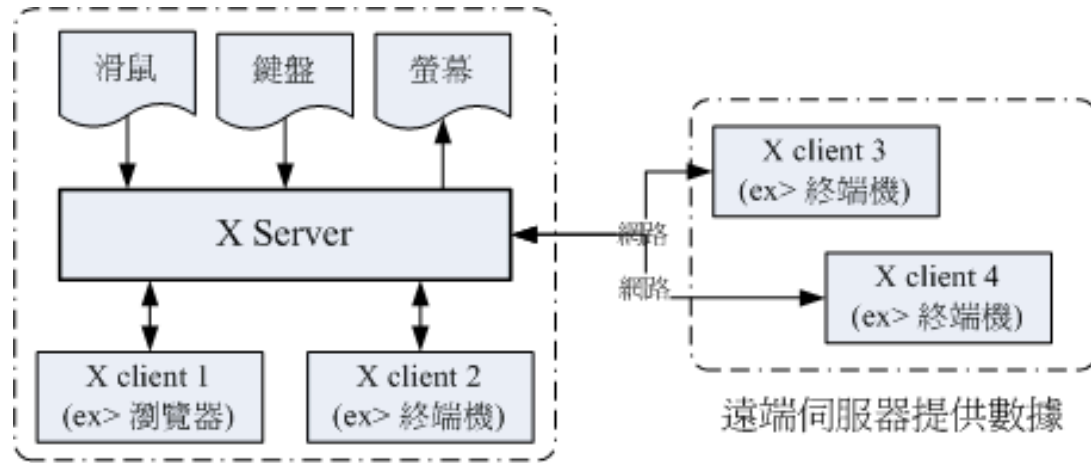 滑鼠
鍵盤
螢幕
X Server
X client 1
(ex> 瀏覽器)
X client 2
(ex> 終端機)
網路
網路
X client 3
(ex> 終端機)
X client 4
(ex> 終端機)
遠端伺服器提供數據